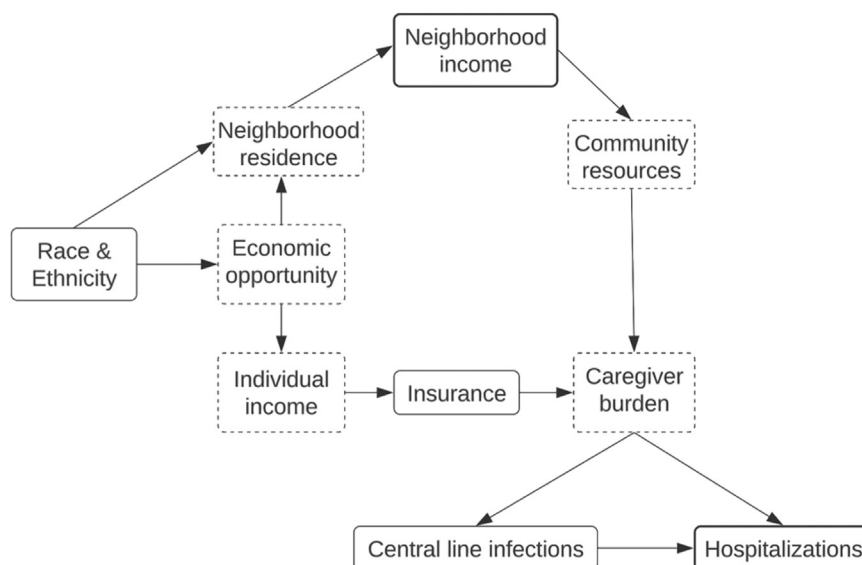 Neighborhood
income
Neighborhood
residence
Community
resources
Race &
Ethnicity
Economic
opportunity
Individual
income
Insurance
Caregiver
burden
Central line infections
Hospitalizations